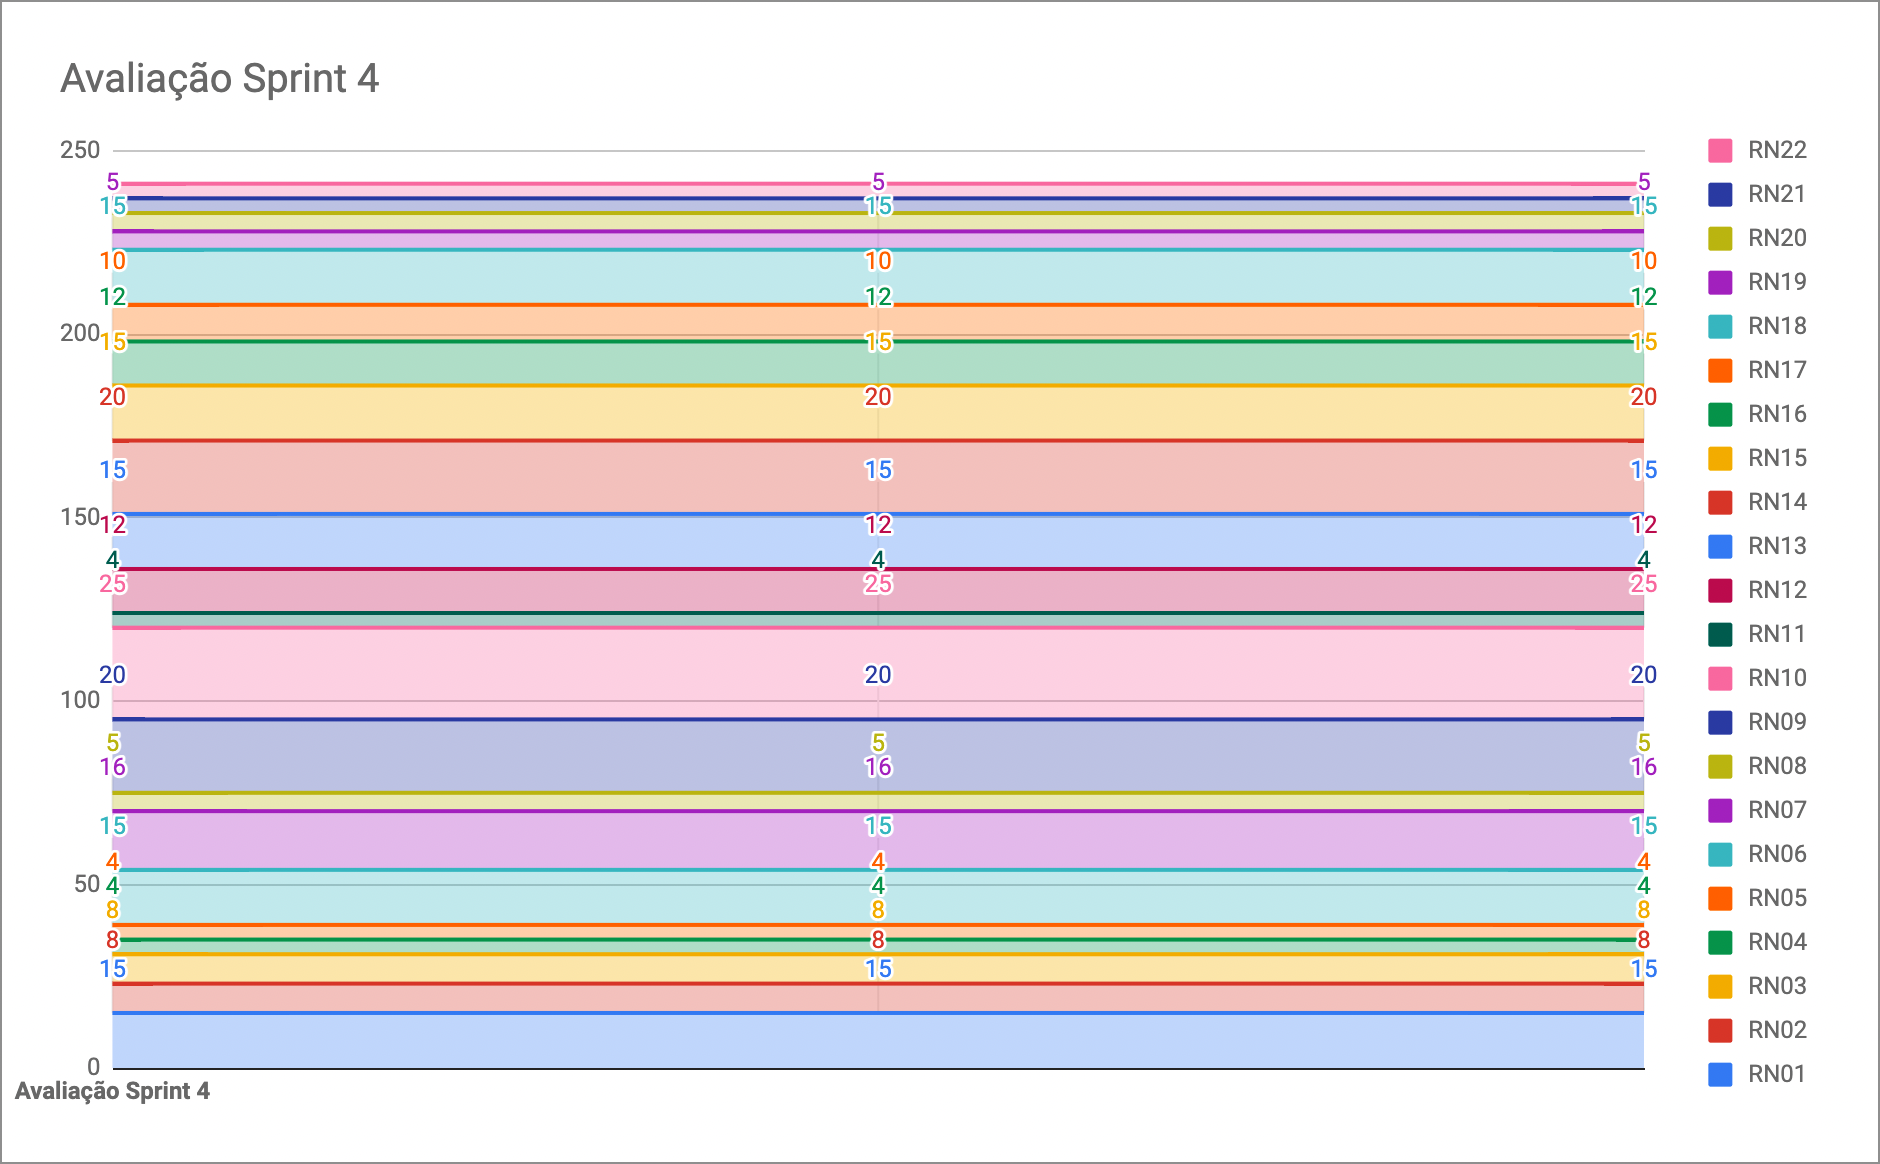 Avaliação Sprint 4
250
5 5 5
15 15 15
10 10 10
12 12 12
200
15 15 15
20 20 20
15 15 15
150
12 12 12
4 4 4
25 25 25
20 20 20
100
5 5 5
16 16 16
15 15 15
4 4 4
50
4 4 4
8 8 8
8 8 8
15 15 15
0
Avaliação Sprint 4
RN22
RN21
RN20
RN19
RN18
RN17
RN16
RN15
RN14
RN13
RN12
RN11
RN10
RN09
RN08
RN07
RN06
RN05
RN04
RN03
RN02
RN01